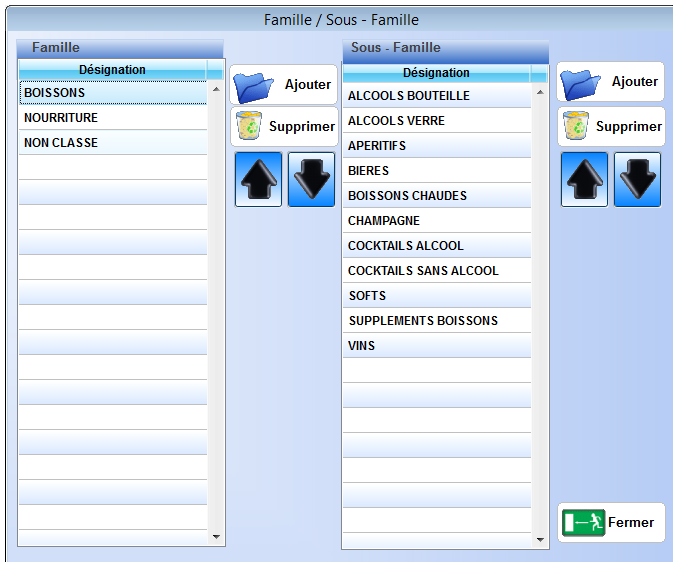 Famille / Sous - Famille
Famille
Désignation
BOISSONS
NOURRITURE
NON CLASSE
Ajouter
Supprimer
Sous - Famille
Désignation
ALCOOLS BOUTEILLE
ALCOOLS VERRE
APERITIFS
BIERES
BOISSONS CHAUDES
CHAMPAGNE
COCKTAILS ALCOOL
COCKTAILS SANS ALCOOL
SOFTS
SUPPLEMENTS BOISSONS
VINS
Ajouter
Supprimer
Fermer